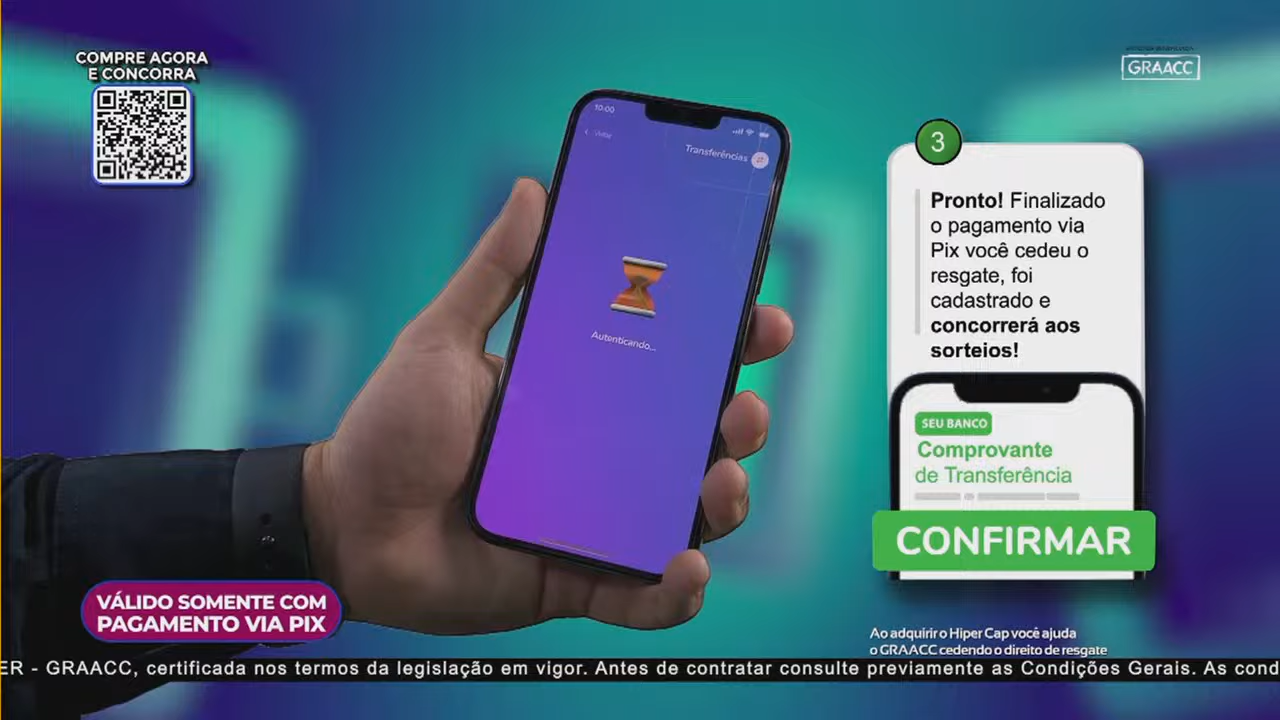 COMPRE AGORA
E CONCORRA
GRAACC
10:00
Voltar
Transferências
Autenticando...
3
Pronto! Finalizado
o pagamento via
Pix você cedeu o
resgate, foi
cadastrado e
concorrerá aos
sorteios!
SEU BANCO
Comprovante
de Transferência
CONFIRMAR
VÁLIDO SOMENTE COM
PAGAMENTO VIA PIX
Ao adquirir o Hiper Cap você ajuda
o GRAACC cedendo o direito de resgate
ER - GRAACC, certificada nos termos da legislação em vigor. Antes de contratar consulte previamente as Condições Gerais. As cond